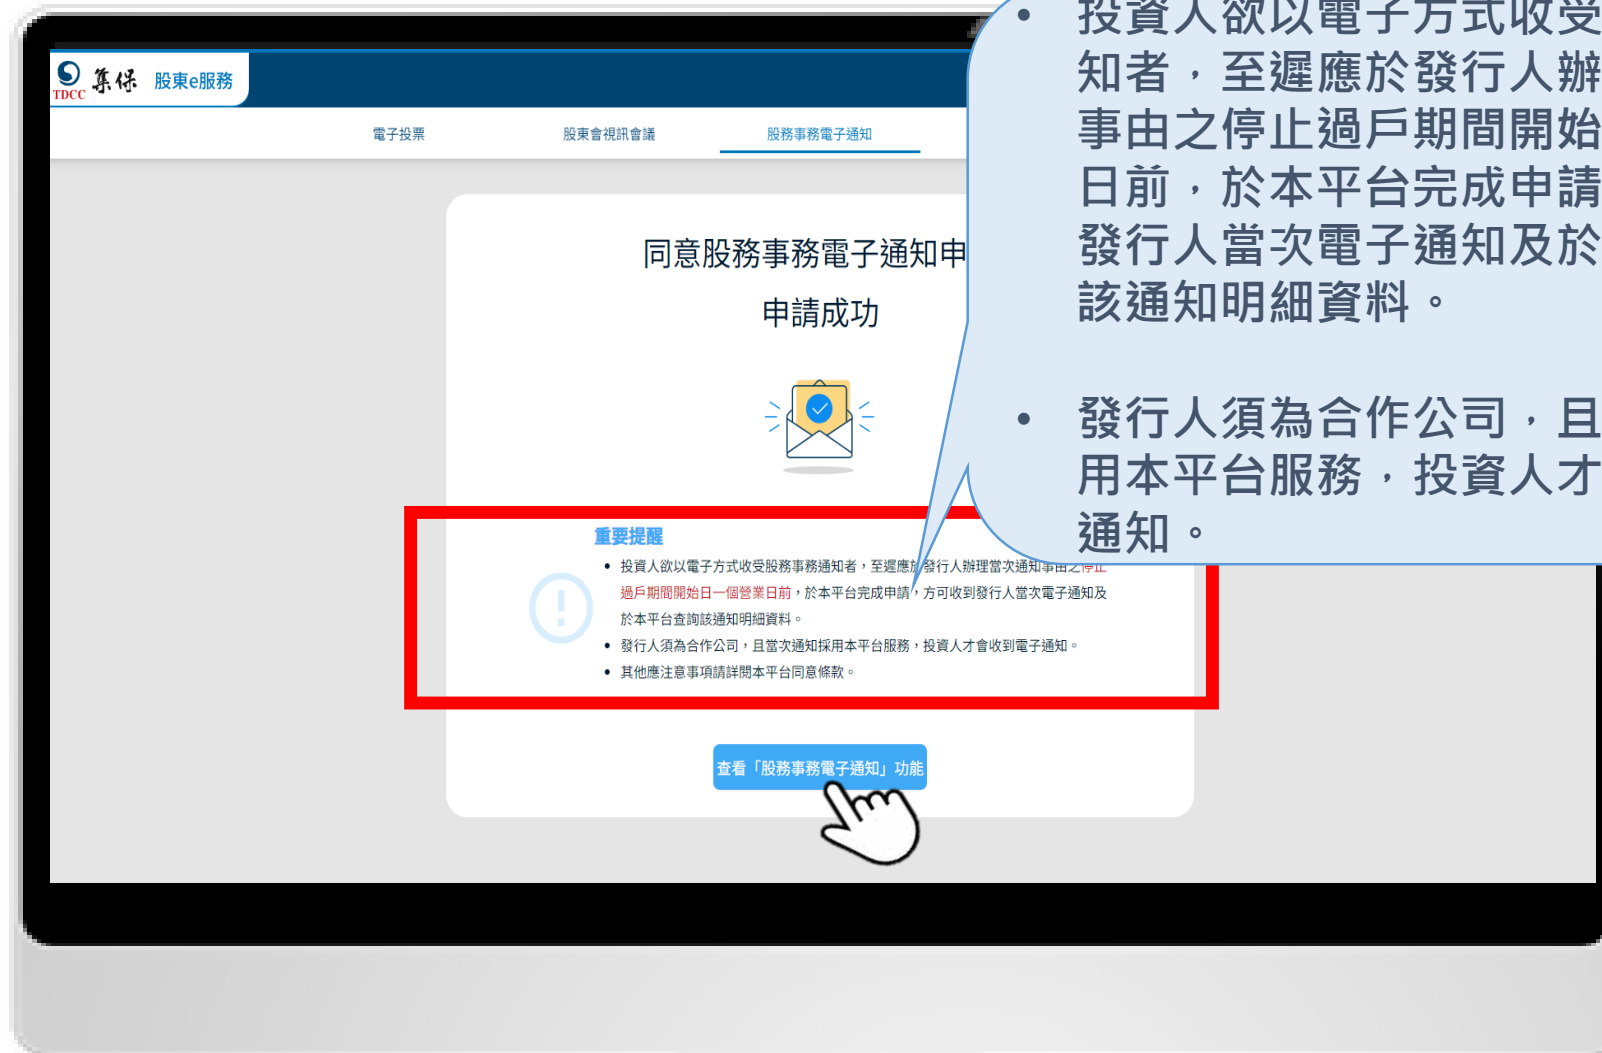 TDCC 集保 股東e服務
電子投票
股東會視訊會議
股務事務電子通知
同意股務事務電子通知申
申請成功
重要提醒
• 投資人欲以電子方式收受股務事務通知者，至遲應於發行人辦理當次通知事由之停止
過戶期間開始日一個營業日前，於本平台完成申請，方可收到發行人當次電子通知及
於本平台查詢該通知明細資料。
• 發行人須為合作公司，且當次通知採用本平台服務，投資人才會收到電子通知。
• 其他應注意事項請詳閱本平台同意條款。
查看「股務事務電子通知」功能
• 投資人欲以電子方式收受
知者，至遲應於發行人辦
事由之停止過戶期間開始
日前，於本平台完成申請
發行人當次電子通知及於
該通知明細資料。
• 發行人須為合作公司，且
用本平台服務，投資人才
通知。